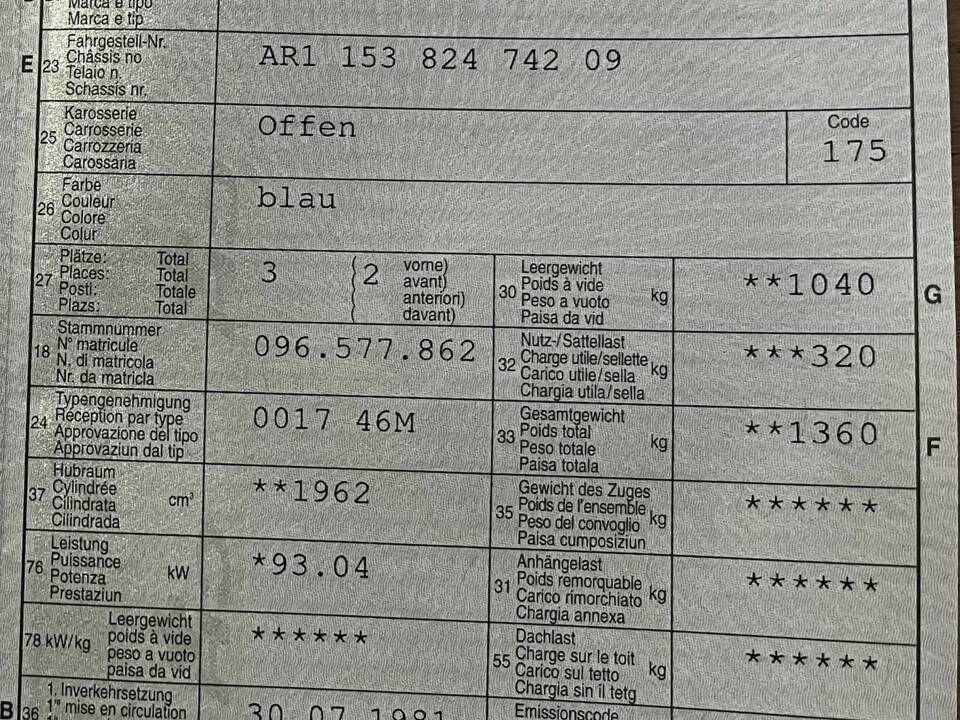 Marca e tipo
Marca e tip
E 23 Fahrgestell-Nr.
Châssis no
Telaio n.
Schassis nr.
AR1 153 824 742 09
25 Karosserie
Carrosserie
Carrozzeria
Carossaria
Offen
Code
175
26 Farbe
Couleur
Colore
Colur
blau
27 Plätze: Total
Places: Total
Posti: Totale
Plazs: Total
3 (2 vorne)
avant)
anteriori)
davant)
30 Leergewicht
Poids à vide
Peso a vuoto
Paisa da vid
kg
**1040
G
18 Stammnummer
N° matricule
N. di matricola
Nr. da matricla
096.577.862
32 Nutz-/Sattellast
Charge utile/sellette
Carico utile/sella
Chargia utila/sella
kg
***320
24 Typengenehmigung
Réception par type
Approvazione del tipo
Approvaziun dal tip
0017 46M
33 Gesamtgewicht
Poids total
Peso totale
Paisa totala
kg
**1360
F
37 Hubraum
Cylindrée
Cilindrata
Cilindrada
cm³
**1962
35 Gewicht des Zuges
Poids de l'ensemble
Peso del convoglio
Paisa cumposiziun
kg
******
76 Leistung
Puissance
Potenza
Prestaziun
kW
*93.04
31 Anhängelast
Poids remorquable
Carico rimorchiato
Chargia annexa
kg
******
78 kW/kg Leergewicht
poids à vide
peso a vuoto
paisa da vid
******
55 Dachlast
Charge sur le toit
Carico sul tetto
Chargia sin il tetg
kg
******
B 36 1. Inverkehrsetzung
1re mise en circulation
30.07.1981
Emissionscode